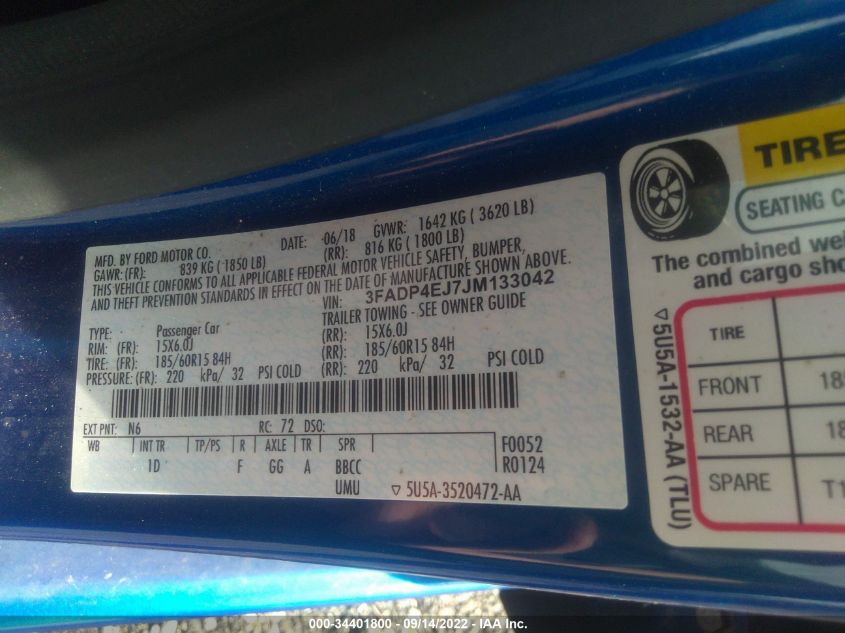 MFD. BY FORD MOTOR CO.
DATE: 06/18 GVWR: 1642 KG ( 3620 LB)
GAWR: (FR): 839 KG ( 1850 LB) (RR): 816 KG ( 1800 LB)
THIS VEHICLE CONFORMS TO ALL APPLICABLE FEDERAL MOTOR VEHICLE SAFETY, BUMPER,
AND THEFT PREVENTION STANDARDS IN EFFECT ON THE DATE OF MANUFACTURE SHOWN ABOVE.
VIN: 3FADP4EJ7JM133042
TRAILER TOWING - SEE OWNER GUIDE
TYPE: Passenger Car
RIM: (FR): 15X6.0J (RR): 15X6.0J
TIRE: (FR): 185/60R15 84H (RR): 185/60R15 84H
PRESSURE: (FR): 220 kPa/ 32 PSI COLD (RR): 220 kPa/ 32 PSI COLD
EXT PNT: N6 RC: 72 DSO:
WB INT TR TP/PS R AXLE TR SPR F0052
1D F GG A BBCC R0124
UMU ▽ 5U5A-3520472-AA
TIRE
SEATING C
The combined we
and cargo sho
▽5U5A-1532-AA (TLU)
TIRE
FRONT 18
REAR 18
SPARE T1
000-34401800 - 09/14/2022 - IAA Inc.